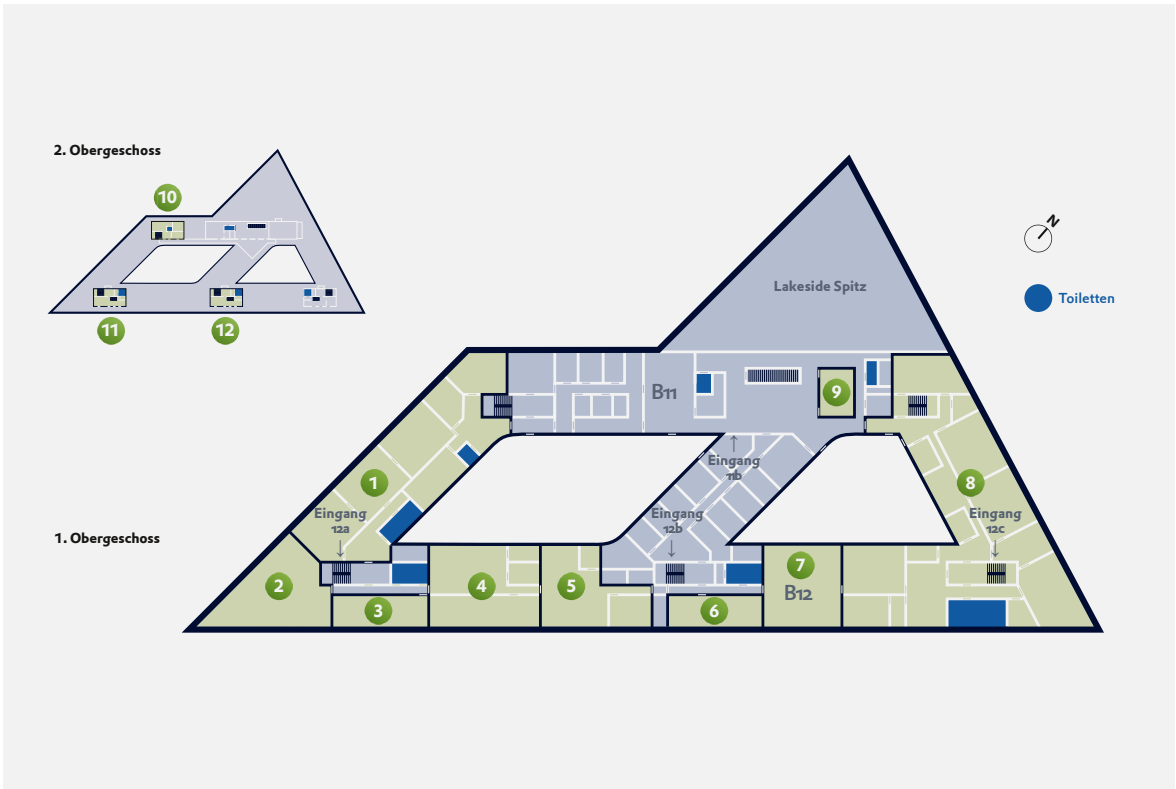 2. Obergeschoss
10
11
12
N
Toiletten
Lakeside Spitz
B11
9
Eingang
11b
1
8
Eingang
12a
Eingang
12b
Eingang
12c
1. Obergeschoss
2
3
4
5
6
7
B12